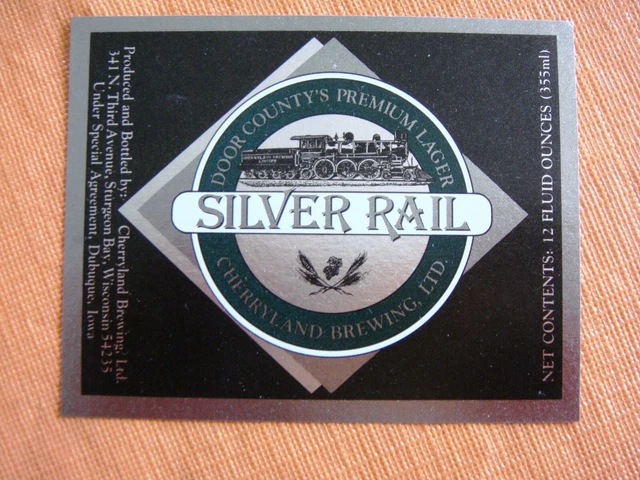 Produced and Bottled by: Cherryland Brewing, Ltd.
341 N. Third Avenue, Sturgeon Bay, Wisconsin 54235
Under Special Agreement, Dubuque, Iowa
DOOR COUNTY'S PREMIUM LAGER
SILVER RAIL
CHERRYLAND BREWING, LTD.
NET CONTENTS: 12 FLUID OUNCES (355ml)